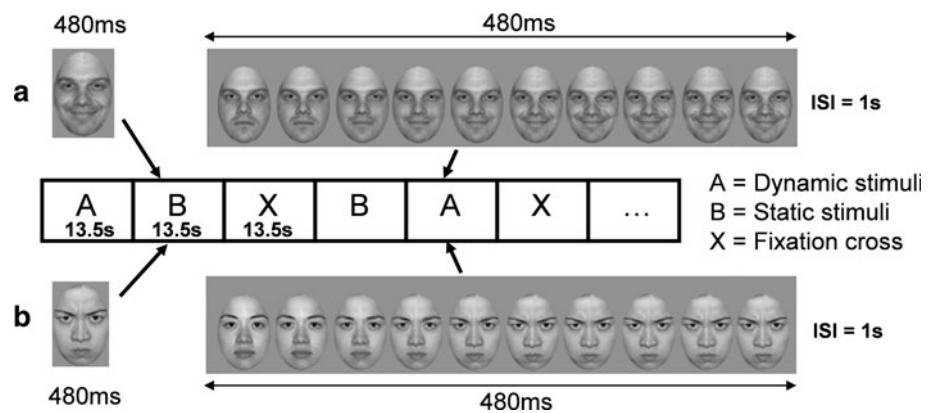 480ms
480ms
a
ISI = 1s
A B X B A X ...
13.5s 13.5s 13.5s
A = Dynamic stimuli
B = Static stimuli
X = Fixation cross
b
ISI = 1s
480ms
480ms